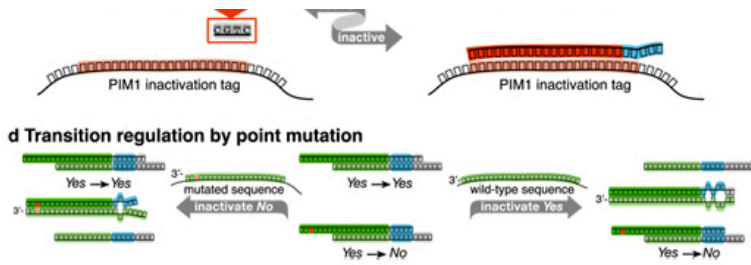 CGTAC
inactive
PIM1 inactivation tag
PIM1 inactivation tag
d Transition regulation by point mutation
Yes → Yes
3'-
mutated sequence
inactivate No
Yes → Yes
3'-
wild-type sequence
inactivate Yes
3'-
3'-
Yes → No
Yes → No